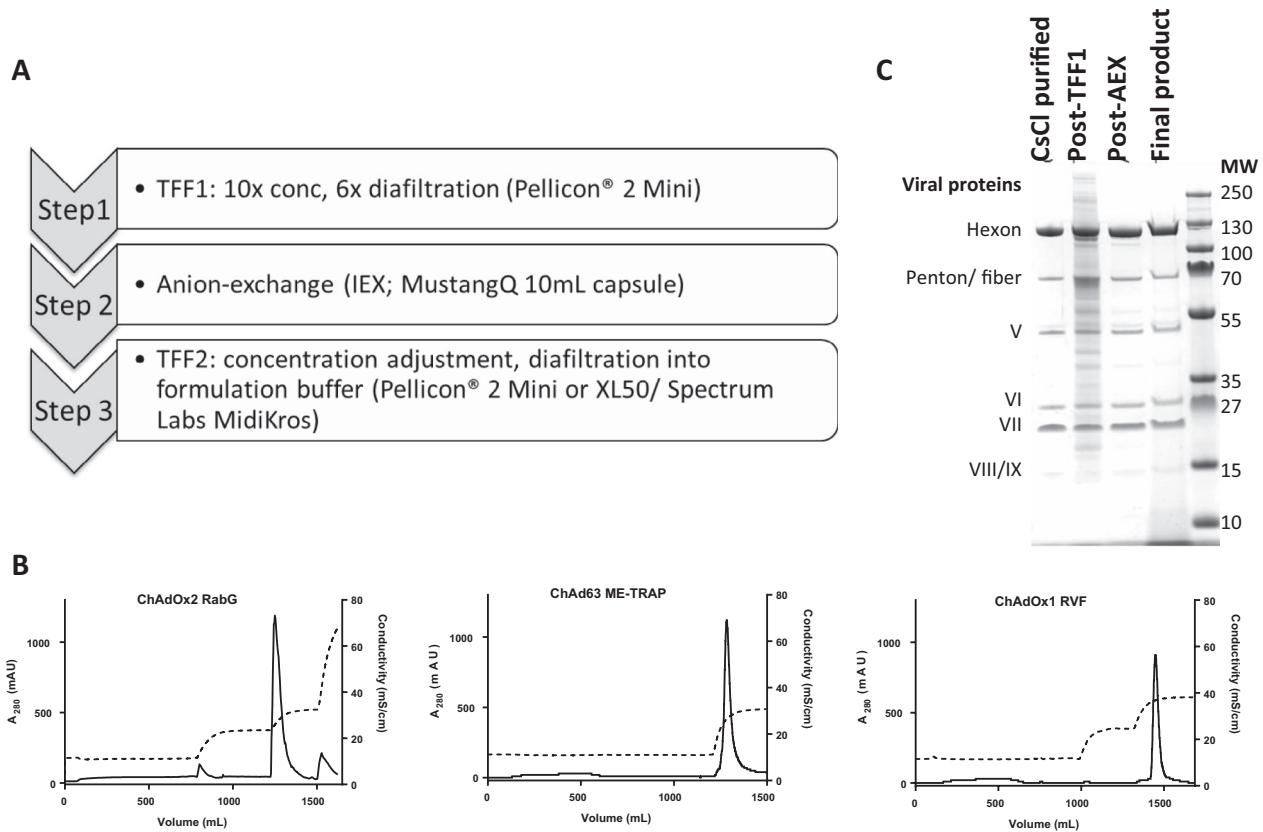 A
Step1
• TFF1: 10x conc, 6x diafiltration (Pellicon® 2 Mini)
Step 2
• Anion-exchange (IEX; MustangQ 10mL capsule)
Step 3
• TFF2: concentration adjustment, diafiltration into
formulation buffer (Pellicon® 2 Mini or XL50/ Spectrum
Labs MidiKros)
C
CsCl purified
Post-TFF1
Post-AEX
Final product
MW
Viral proteins
Hexon
Penton/ fiber
V
VI
VII
VIII/IX
250
130
100
70
55
35
27
15
10
B
ChAdOx2 RabG
A280 (mAU)
1000
500
0
0
500
1000
1500
Volume (mL)
80
60
40
20
0
Conductivity (mS/cm)
ChAd63 ME-TRAP
A280 (m A U)
1000
500
0
0
500
1000
1500
Volume (mL)
80
60
40
20
0
Conductivity (mS/cm)
ChAdOx1 RVF
A280 (m A U)
1000
500
0
0
500
1000
1500
Volume (mL)
80
60
40
20
0
Conductivity (mS/cm)